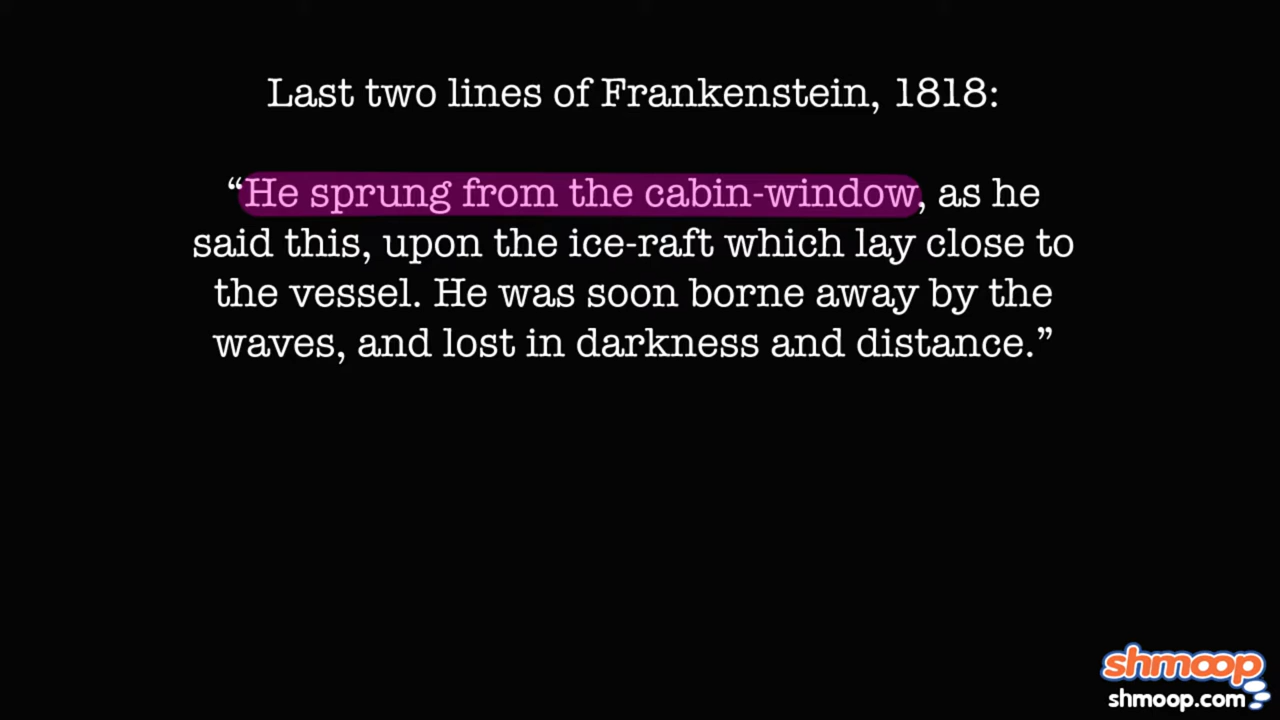 Last two lines of Frankenstein, 1818:
“He sprung from the cabin-window, as he
said this, upon the ice-raft which lay close to
the vessel. He was soon borne away by the
waves, and lost in darkness and distance.”
shmoop
shmoop.com